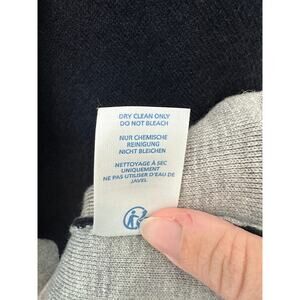 DRY CLEAN ONLY
DO NOT BLEACH
NUR CHEMISCHE
REINIGUNG
NICHT BLEICHEN
NETTOYAGE À SEC
UNIQUEMENT
NE PAS UTILISER D'EAU DE
JAVEL